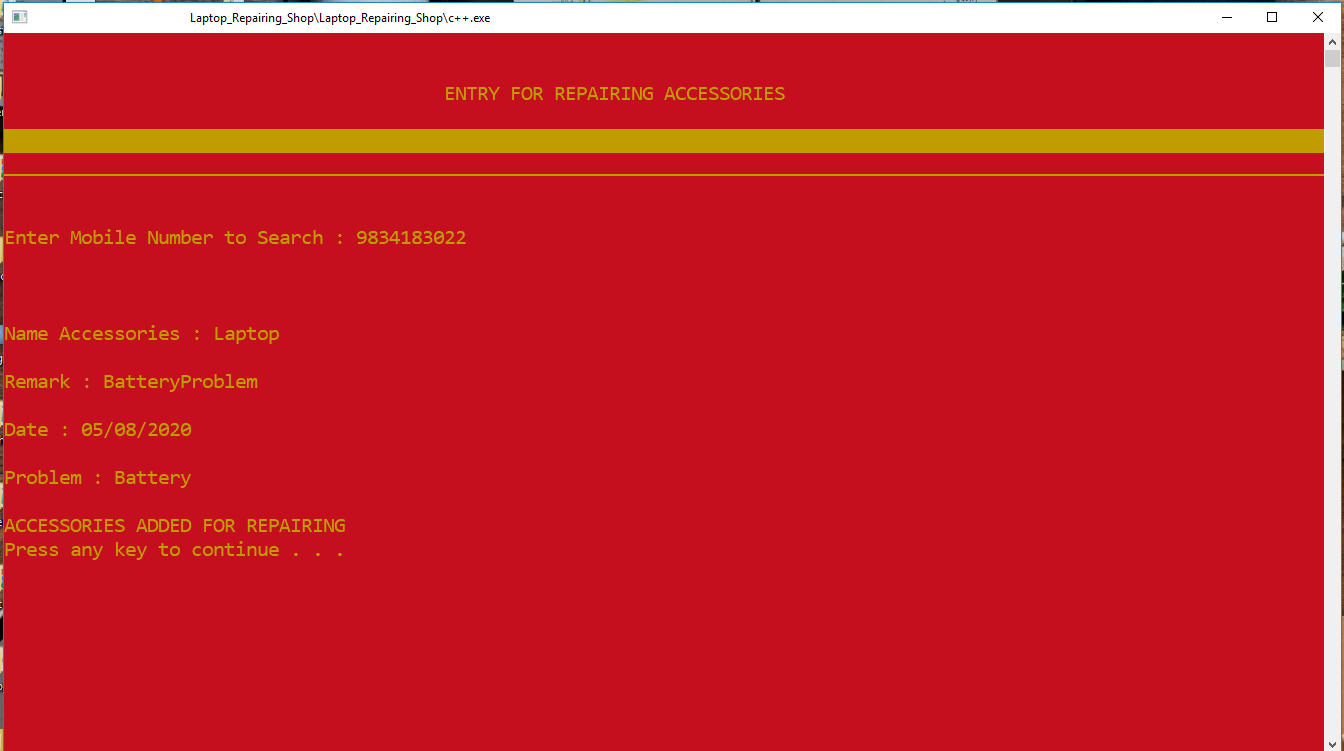 Laptop_Repairing_Shop\Laptop_Repairing_Shop\c++.exe
ENTRY FOR REPAIRING ACCESSORIES
Enter Mobile Number to Search : 9834183022
Name Accessories : Laptop
Remark : BatteryProblem
Date : 05/08/2020
Problem : Battery
ACCESSORIES ADDED FOR REPAIRING
Press any key to continue . . .